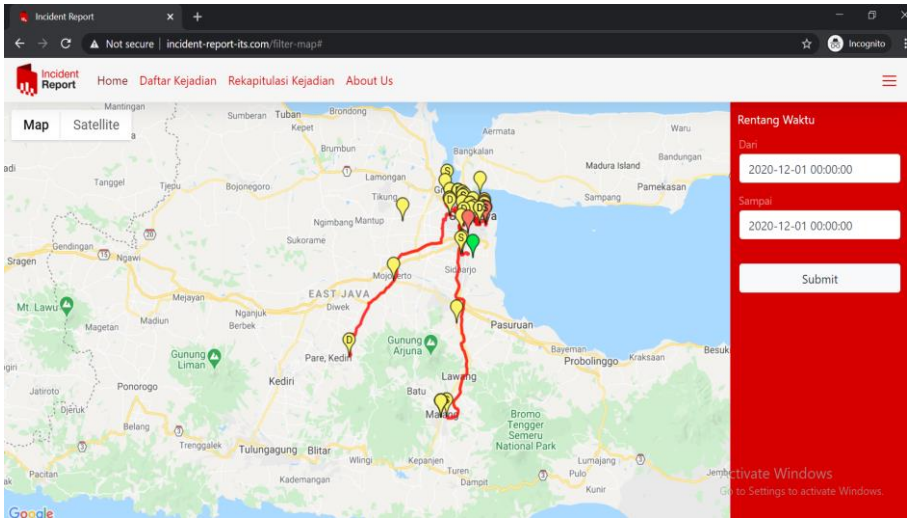 Incident Report
Not secure | incident-report-its.com/filter-map#
Incognito
Incident
Report
Home
Daftar Kejadian
Rekapitulasi Kejadian
About Us
Map
Satellite
Mantingan
Sumberan
Tuban
Brondong
Kepet
Aermata
Waru
Brumbun
Bangkalan
Madura Island
Bandungan
Tanggel
Tjepu
Bojonegoro
Lamongan
Pamekasan
Tikung
Sampang
Ngimbang
Mantup
Sukorame
Gendingan
Ngawi
Sragen
Sidoarjo
Mojokerto
EAST JAVA
Mejayan
Nganjuk
Diwek
Mt. Lawu
Magetan
Madiun
Berbek
Pasuruan
Gunung
Arjuna
Gunung
Liman
Pare, Kediri
Bayeman
Probolinggo
Kraksaan
Besuk
Kediri
Lawang
Jatiroto
Ponorogo
Batu
Djeruk
Malang
Bromo
Tengger
Semeru
National Park
Belang
Trenggalek
Tulungagung
Blitar
Wlingi
Kepanjen
Turen
Lumajang
Pacitan
Kademangan
Dampit
Pulo
Kunir
Google
Rentang Waktu
Dari
2020-12-01 00:00:00
Sampai
2020-12-01 00:00:00
Submit
Activate Windows
Go to Settings to activate Windows.